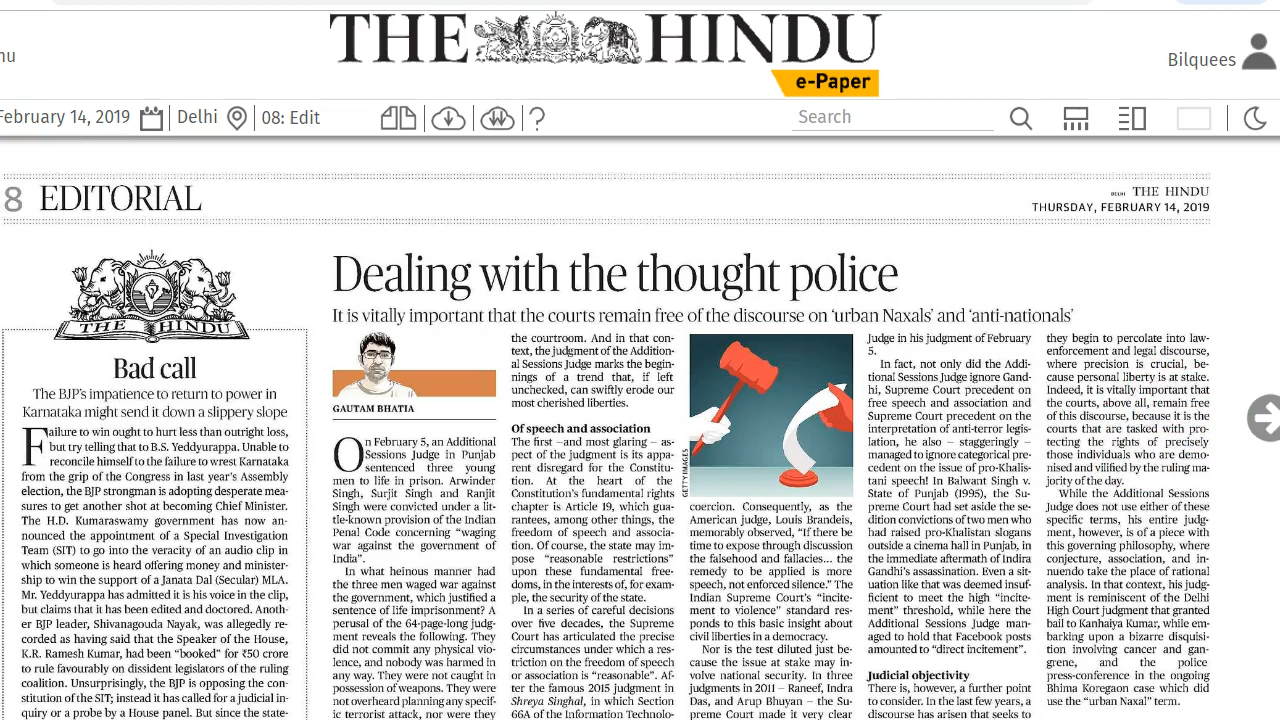 THE HINDU
e-Paper
nu
Bilquees
February 14, 2019
Delhi
08: Edit
Search
8 EDITORIAL
DELHI THE HINDU
THURSDAY, FEBRUARY 14, 2019
THE HINDU
Bad call
The BJP's impatience to return to power in
Karnataka might send it down a slippery slope
Failure to win ought to hurt less than outright loss,
but try telling that to B.S. Yeddyurappa. Unable to
reconcile himself to the failure to wrest Karnataka
from the grip of the Congress in last year's Assembly
election, the BJP strongman is adopting desperate mea-
sures to get another shot at becoming Chief Minister.
The H.D. Kumaraswamy government has now an-
nounced the appointment of a Special Investigation
Team (SIT) to go into the veracity of an audio clip in
which someone is heard offering money and minister-
ship to win the support of a Janata Dal (Secular) MLA.
Mr. Yeddyurappa has admitted it is his voice in the clip,
but claims that it has been edited and doctored. Anoth-
er BJP leader, Shivanagouda Nayak, was allegedly re-
corded as having said that the Speaker of the House,
K.R. Ramesh Kumar, had been "booked" for ₹50 crore
to rule favourably on dissident legislators of the ruling
coalition. Unsurprisingly, the BJP is opposing the con-
stitution of the SIT; instead it has called for a judicial in-
quiry or a probe by a House panel. But since the state-
Dealing with the thought police
It is vitally important that the courts remain free of the discourse on 'urban Naxals' and 'anti-nationals'
GAUTAM BHATIA
On February 5, an Additional
Sessions Judge in Punjab
sentenced three young
men to life in prison. Arwinder
Singh, Surjit Singh and Ranjit
Singh were convicted under a lit-
tle-known provision of the Indian
Penal Code concerning "waging
war against the government of
India".
In what heinous manner had
the three men waged war against
the government, which justified a
sentence of life imprisonment? A
perusal of the 64-page-long judg-
ment reveals the following. They
did not commit any physical vio-
lence, and nobody was harmed in
any way. They were not caught in
possession of weapons. They were
not overheard planning any specif-
ic terrorist attack, nor were they
the courtroom. And in that con-
text, the judgment of the Addition-
al Sessions Judge marks the begin-
nings of a trend that, if left
unchecked, can swiftly erode our
most cherished liberties.
Of speech and association
The first – and most glaring – as-
pect of the judgment is its appa-
rent disregard for the Constitu-
tion. At the heart of the
Constitution's fundamental rights
chapter is Article 19, which gua-
rantees, among other things, the
freedom of speech and associa-
tion. Of course, the state may im-
pose "reasonable restrictions"
upon these fundamental free-
doms, in the interests of, for exam-
ple, the security of the state.
In a series of careful decisions
over five decades, the Supreme
Court has articulated the precise
circumstances under which a res-
triction on the freedom of speech
or association is "reasonable". Af-
ter the famous 2015 judgment in
Shreya Singhal, in which Section
66A of the Information Technolo-
GETTY IMAGES
coercion. Consequently, as the
American judge, Louis Brandeis,
memorably observed, "If there be
time to expose through discussion
the falsehood and fallacies... the
remedy to be applied is more
speech, not enforced silence." The
Indian Supreme Court's "incite-
ment to violence" standard res-
ponds to this basic insight about
civil liberties in a democracy.
Nor is the test diluted just be-
cause the issue at stake may in-
volve national security. In three
judgments in 2011 – Raneef, Indra
Das, and Arup Bhuyan – the Su-
preme Court made it very clear
Judge in his judgment of February
5.
In fact, not only did the Addi-
tional Sessions Judge ignore Gand-
hi, Supreme Court precedent on
free speech and association and
Supreme Court precedent on the
interpretation of anti-terror legis-
lation, he also – staggeringly –
managed to ignore categorical pre-
cedent on the issue of pro-Khalis-
tani speech! In Balwant Singh v.
State of Punjab (1995), the Su-
preme Court had set aside the se-
dition convictions of two men who
had raised pro-Khalistani slogans
outside a cinema hall in Punjab, in
the immediate aftermath of Indira
Gandhi's assassination. Even a sit-
uation like that was deemed insuf-
ficient to meet the high "incite-
ment" threshold, while here the
Additional Sessions Judge man-
aged to hold that Facebook posts
amounted to "direct incitement".
Judicial objectivity
There is, however, a further point
to consider. In the last few years, a
discourse has arisen that seeks to
they begin to percolate into law-
enforcement and legal discourse,
where precision is crucial, be-
cause personal liberty is at stake.
Indeed, it is vitally important that
the courts, above all, remain free
of this discourse, because it is the
courts that are tasked with pro-
tecting the rights of precisely
those individuals who are demo-
nised and vilified by the ruling ma-
jority of the day.
While the Additional Sessions
Judge does not use either of these
specific terms, his entire judg-
ment, however, is of a piece with
this governing philosophy, where
conjecture, association, and in-
nuendo take the place of rational
analysis. In that context, his judg-
ment is reminiscent of the Delhi
High Court judgment that granted
bail to Kanhaiya Kumar, while em-
barking upon a bizarre disquisi-
tion involving cancer and gan-
grene, and the police
press-conference in the ongoing
Bhima Koregaon case which did
use the "urban Naxal" term.